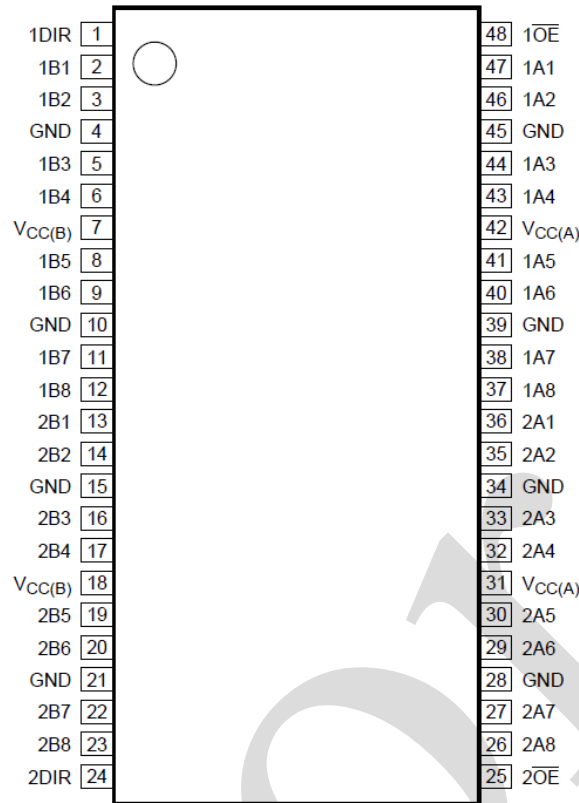 1DIR 1 48 1O̅E̅
1B1 2 47 1A1
1B2 3 46 1A2
GND 4 45 GND
1B3 5 44 1A3
1B4 6 43 1A4
VCC(B) 7 42 VCC(A)
1B5 8 41 1A5
1B6 9 40 1A6
GND 10 39 GND
1B7 11 38 1A7
1B8 12 37 1A8
2B1 13 36 2A1
2B2 14 35 2A2
GND 15 34 GND
2B3 16 33 2A3
2B4 17 32 2A4
VCC(B) 18 31 VCC(A)
2B5 19 30 2A5
2B6 20 29 2A6
GND 21 28 GND
2B7 22 27 2A7
2B8 23 26 2A8
2DIR 24 25 2O̅E̅